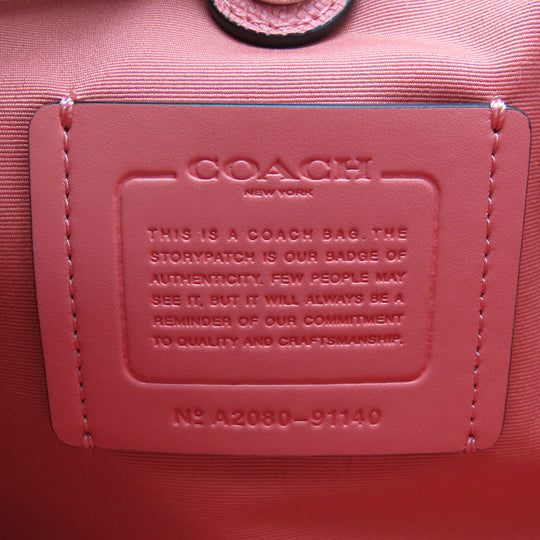 COACH
NEW YORK
THIS IS A COACH BAG. THE
STORYPATCH IS OUR BADGE OF
AUTHENTICITY. FEW PEOPLE MAY
SEE IT, BUT IT WILL ALWAYS BE A
REMINDER OF OUR COMMITMENT
TO QUALITY AND CRAFTSMANSHIP.
Nº A2080-91140